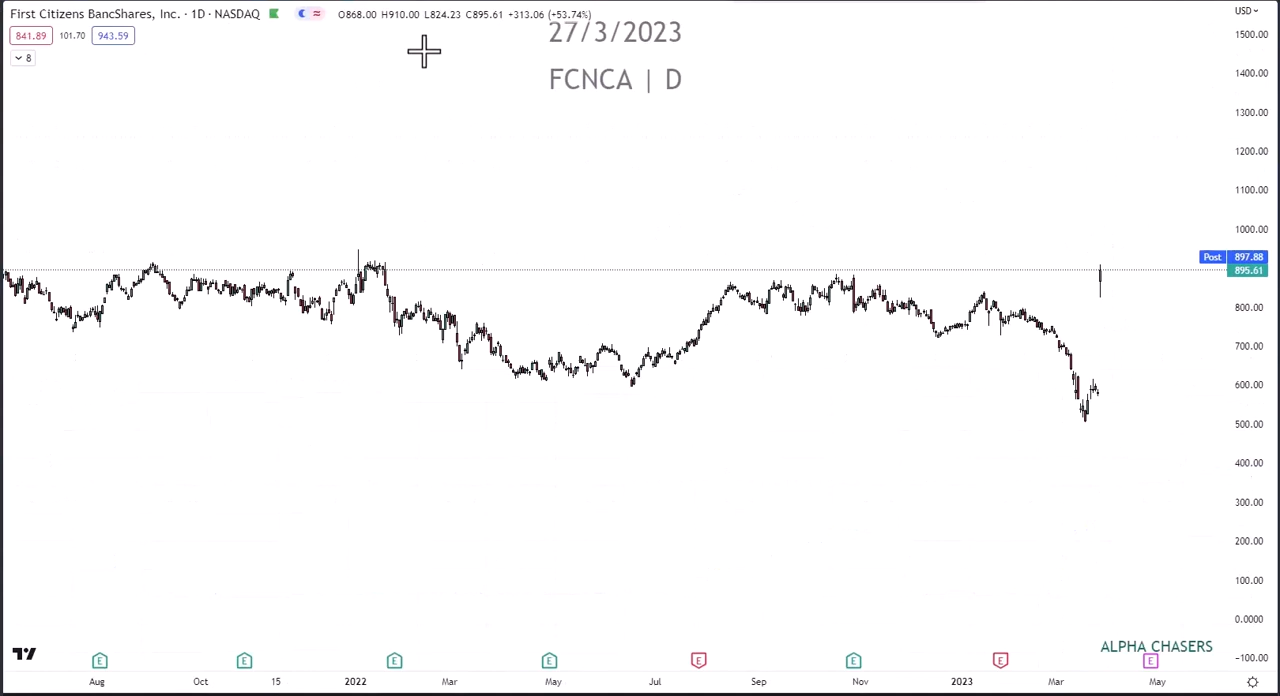 First Citizens BancShares, Inc. · 1D · NASDAQ O868.00 H910.00 L824.23 C895.61 +313.06 (+53.74%)
841.89 101.70 943.59
8
27/3/2023
FCNCA | D
USD
1500.00
1400.00
1300.00
1200.00
1100.00
1000.00
Post 897.88
895.61
800.00
700.00
600.00
500.00
400.00
300.00
200.00
100.00
0.0000
-100.00
ALPHA CHASERS
E E E E E E E E
Aug Oct 15 2022 Mar May Jul Sep Nov 2023 Mar May